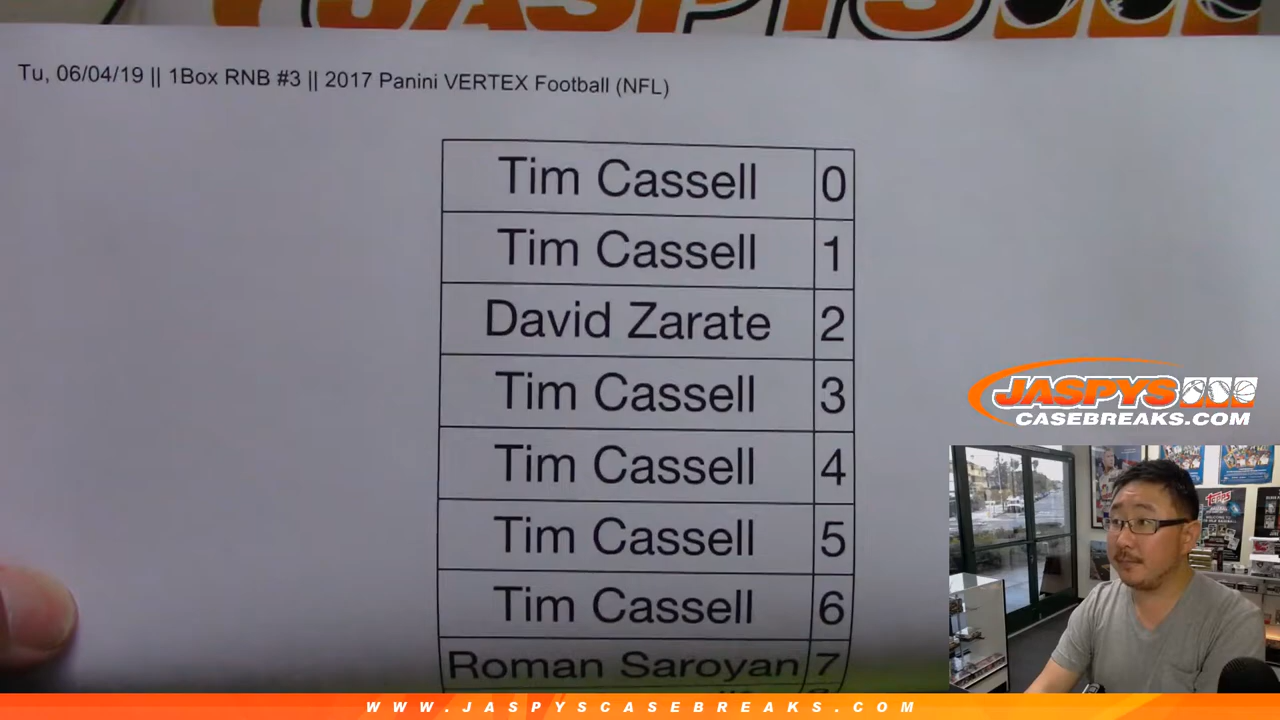 JASPYS
Tu, 06/04/19 || 1Box RNB #3 || 2017 Panini VERTEX Football (NFL)
Tim Cassell 0
Tim Cassell 1
David Zarate 2
Tim Cassell 3
Tim Cassell 4
Tim Cassell 5
Tim Cassell 6
Roman Saroyan 7
JASPYS
CASEBREAKS.COM
TOPPS
WWW.JASPYSCASEBREAKS.COM